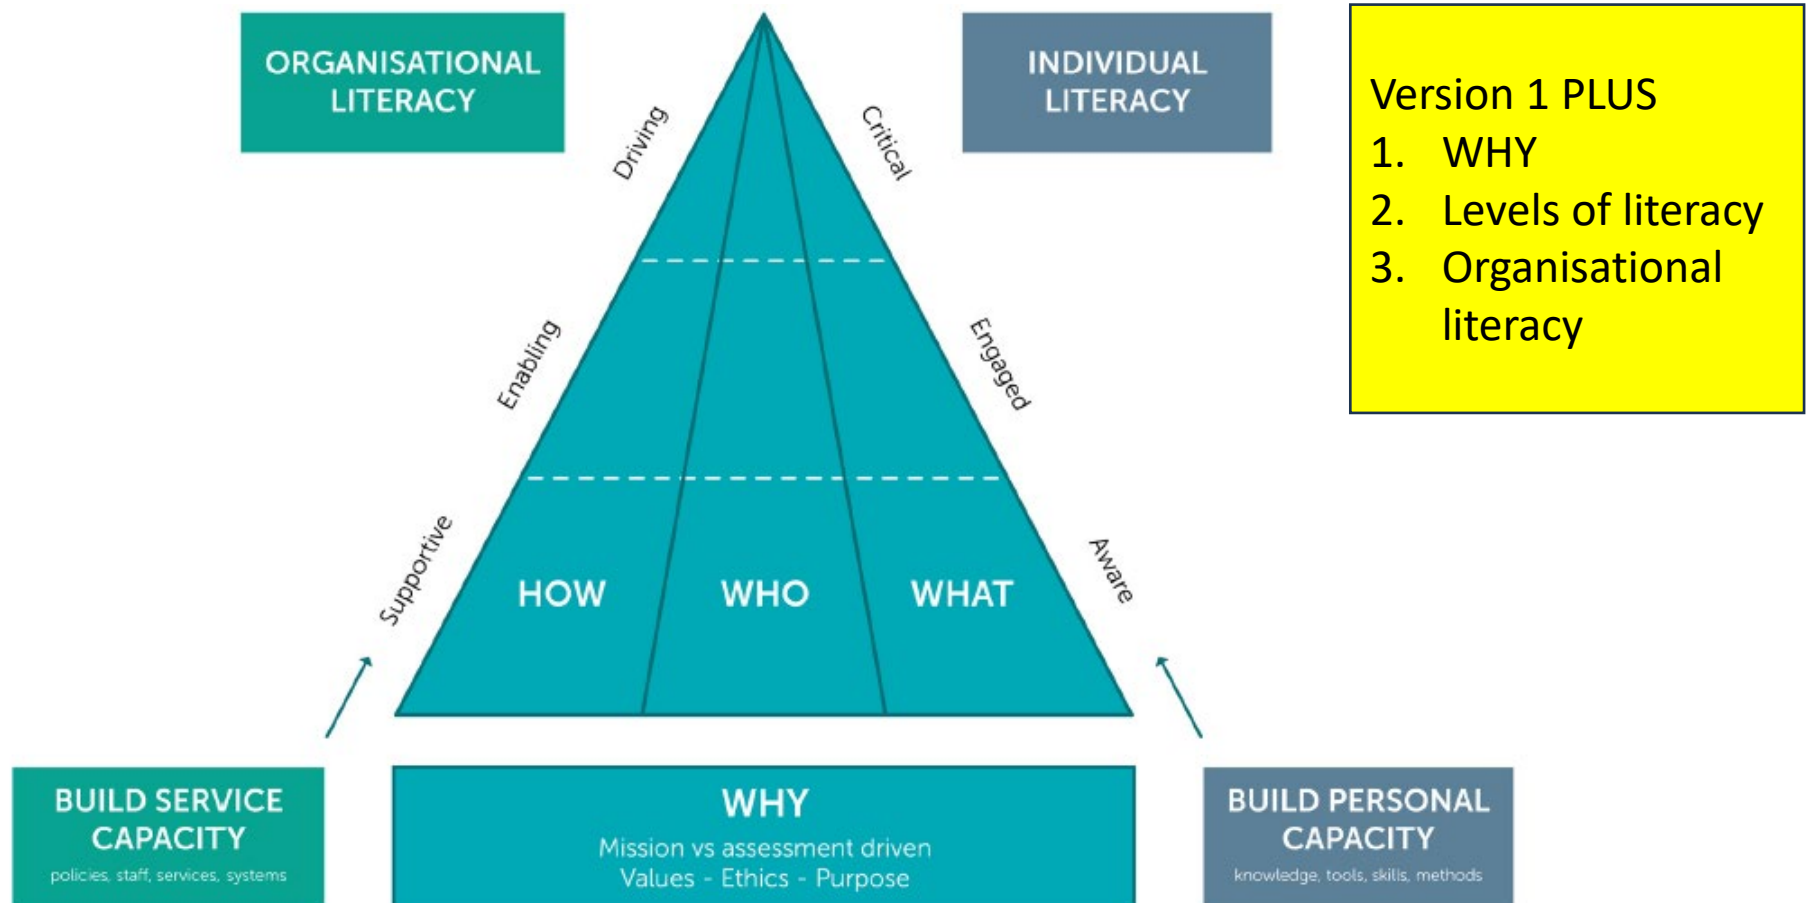 ORGANISATIONAL
LITERACY
INDIVIDUAL
LITERACY
Version 1 PLUS
1. WHY
2. Levels of literacy
3. Organisational
literacy
Driving
Critical
Enabling
Engaged
Supportive
Aware
HOW
WHO
WHAT
BUILD SERVICE
CAPACITY
policies, staff, services, systems
WHY
Mission vs assessment driven
Values - Ethics - Purpose
BUILD PERSONAL
CAPACITY
knowledge, tools, skills, methods